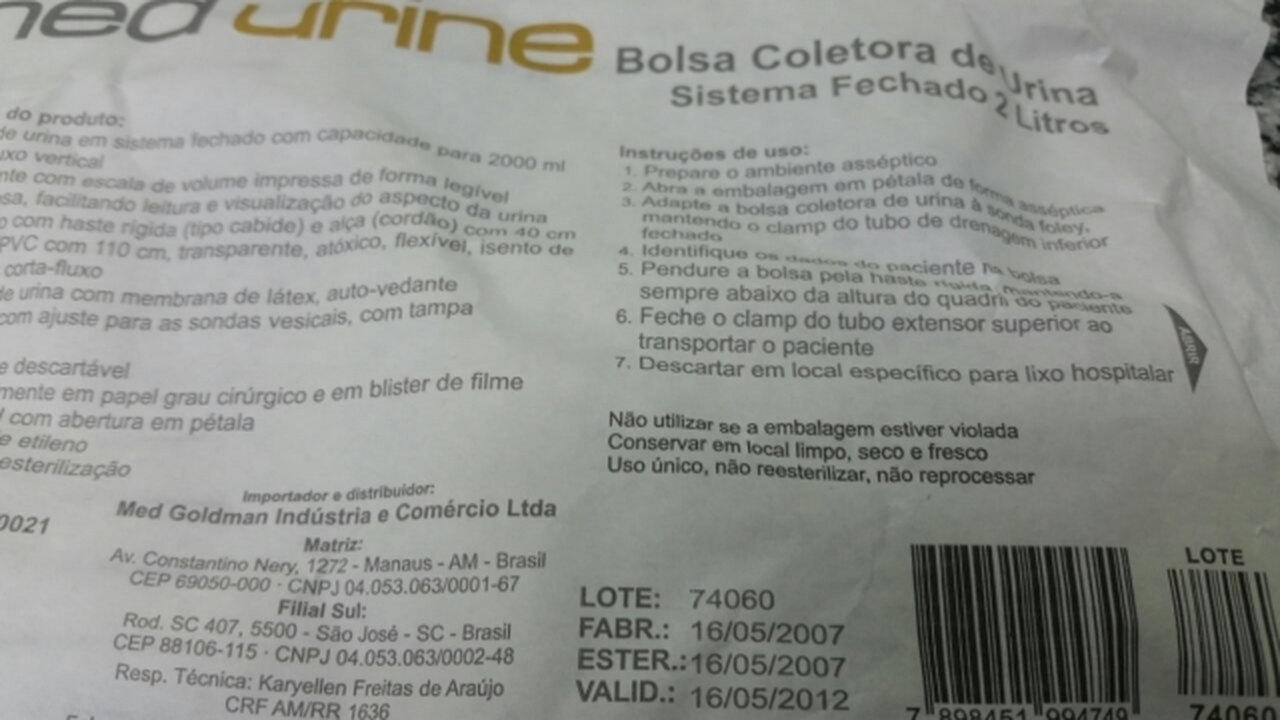 med urine
Bolsa Coletora de Urina
Sistema Fechado 2 Litros
do produto:
de urina em sistema fechado com capacidade para 2000 ml
vertical
com escala de volume impressa de forma legível
facilitando leitura e visualização do aspecto da urina
com haste rígida (tipo cabide) e alça (cordão) com 40 cm
PVC com 110 cm, transparente, atóxico, flexível, isento de
corta-fluxo
de urina com membrana de látex, auto-vedante
com ajuste para as sondas vesicais, com tampa
e descartável
mente em papel grau cirúrgico e em blister de filme
com abertura em pétala
e etileno
esterilização
Instruções de uso:
1. Prepare o ambiente asséptico
2. Abra a embalagem em pétala de forma asséptica
3. Adapte a bolsa coletora de urina à sonda foley,
mantendo o clamp do tubo de drenagem inferior
fechado
4. Identifique os dados do paciente na bolsa
5. Pendure a bolsa pela haste rígida, mantendo-a
sempre abaixo da altura do quadril do paciente
6. Feche o clamp do tubo extensor superior ao
transportar o paciente
7. Descartar em local específico para lixo hospitalar
ABRIR
Não utilizar se a embalagem estiver violada
Conservar em local limpo, seco e fresco
Uso único, não reesterilizar, não reprocessar
0021
Importador e distribuidor:
Med Goldman Indústria e Comércio Ltda
Matriz:
Av. Constantino Nery, 1272 - Manaus - AM - Brasil
CEP 69050-000 · CNPJ 04.053.063/0001-67
Filial Sul:
Rod. SC 407, 5500 - São José - SC - Brasil
CEP 88106-115 · CNPJ 04.053.063/0002-48
Resp. Técnica: Karyellen Freitas de Araújo
CRF AM/RR 1636
LOTE: 74060
FABR.: 16/05/2007
ESTER.: 16/05/2007
VALID.: 16/05/2012
7 898451 994749
LOTE
74060